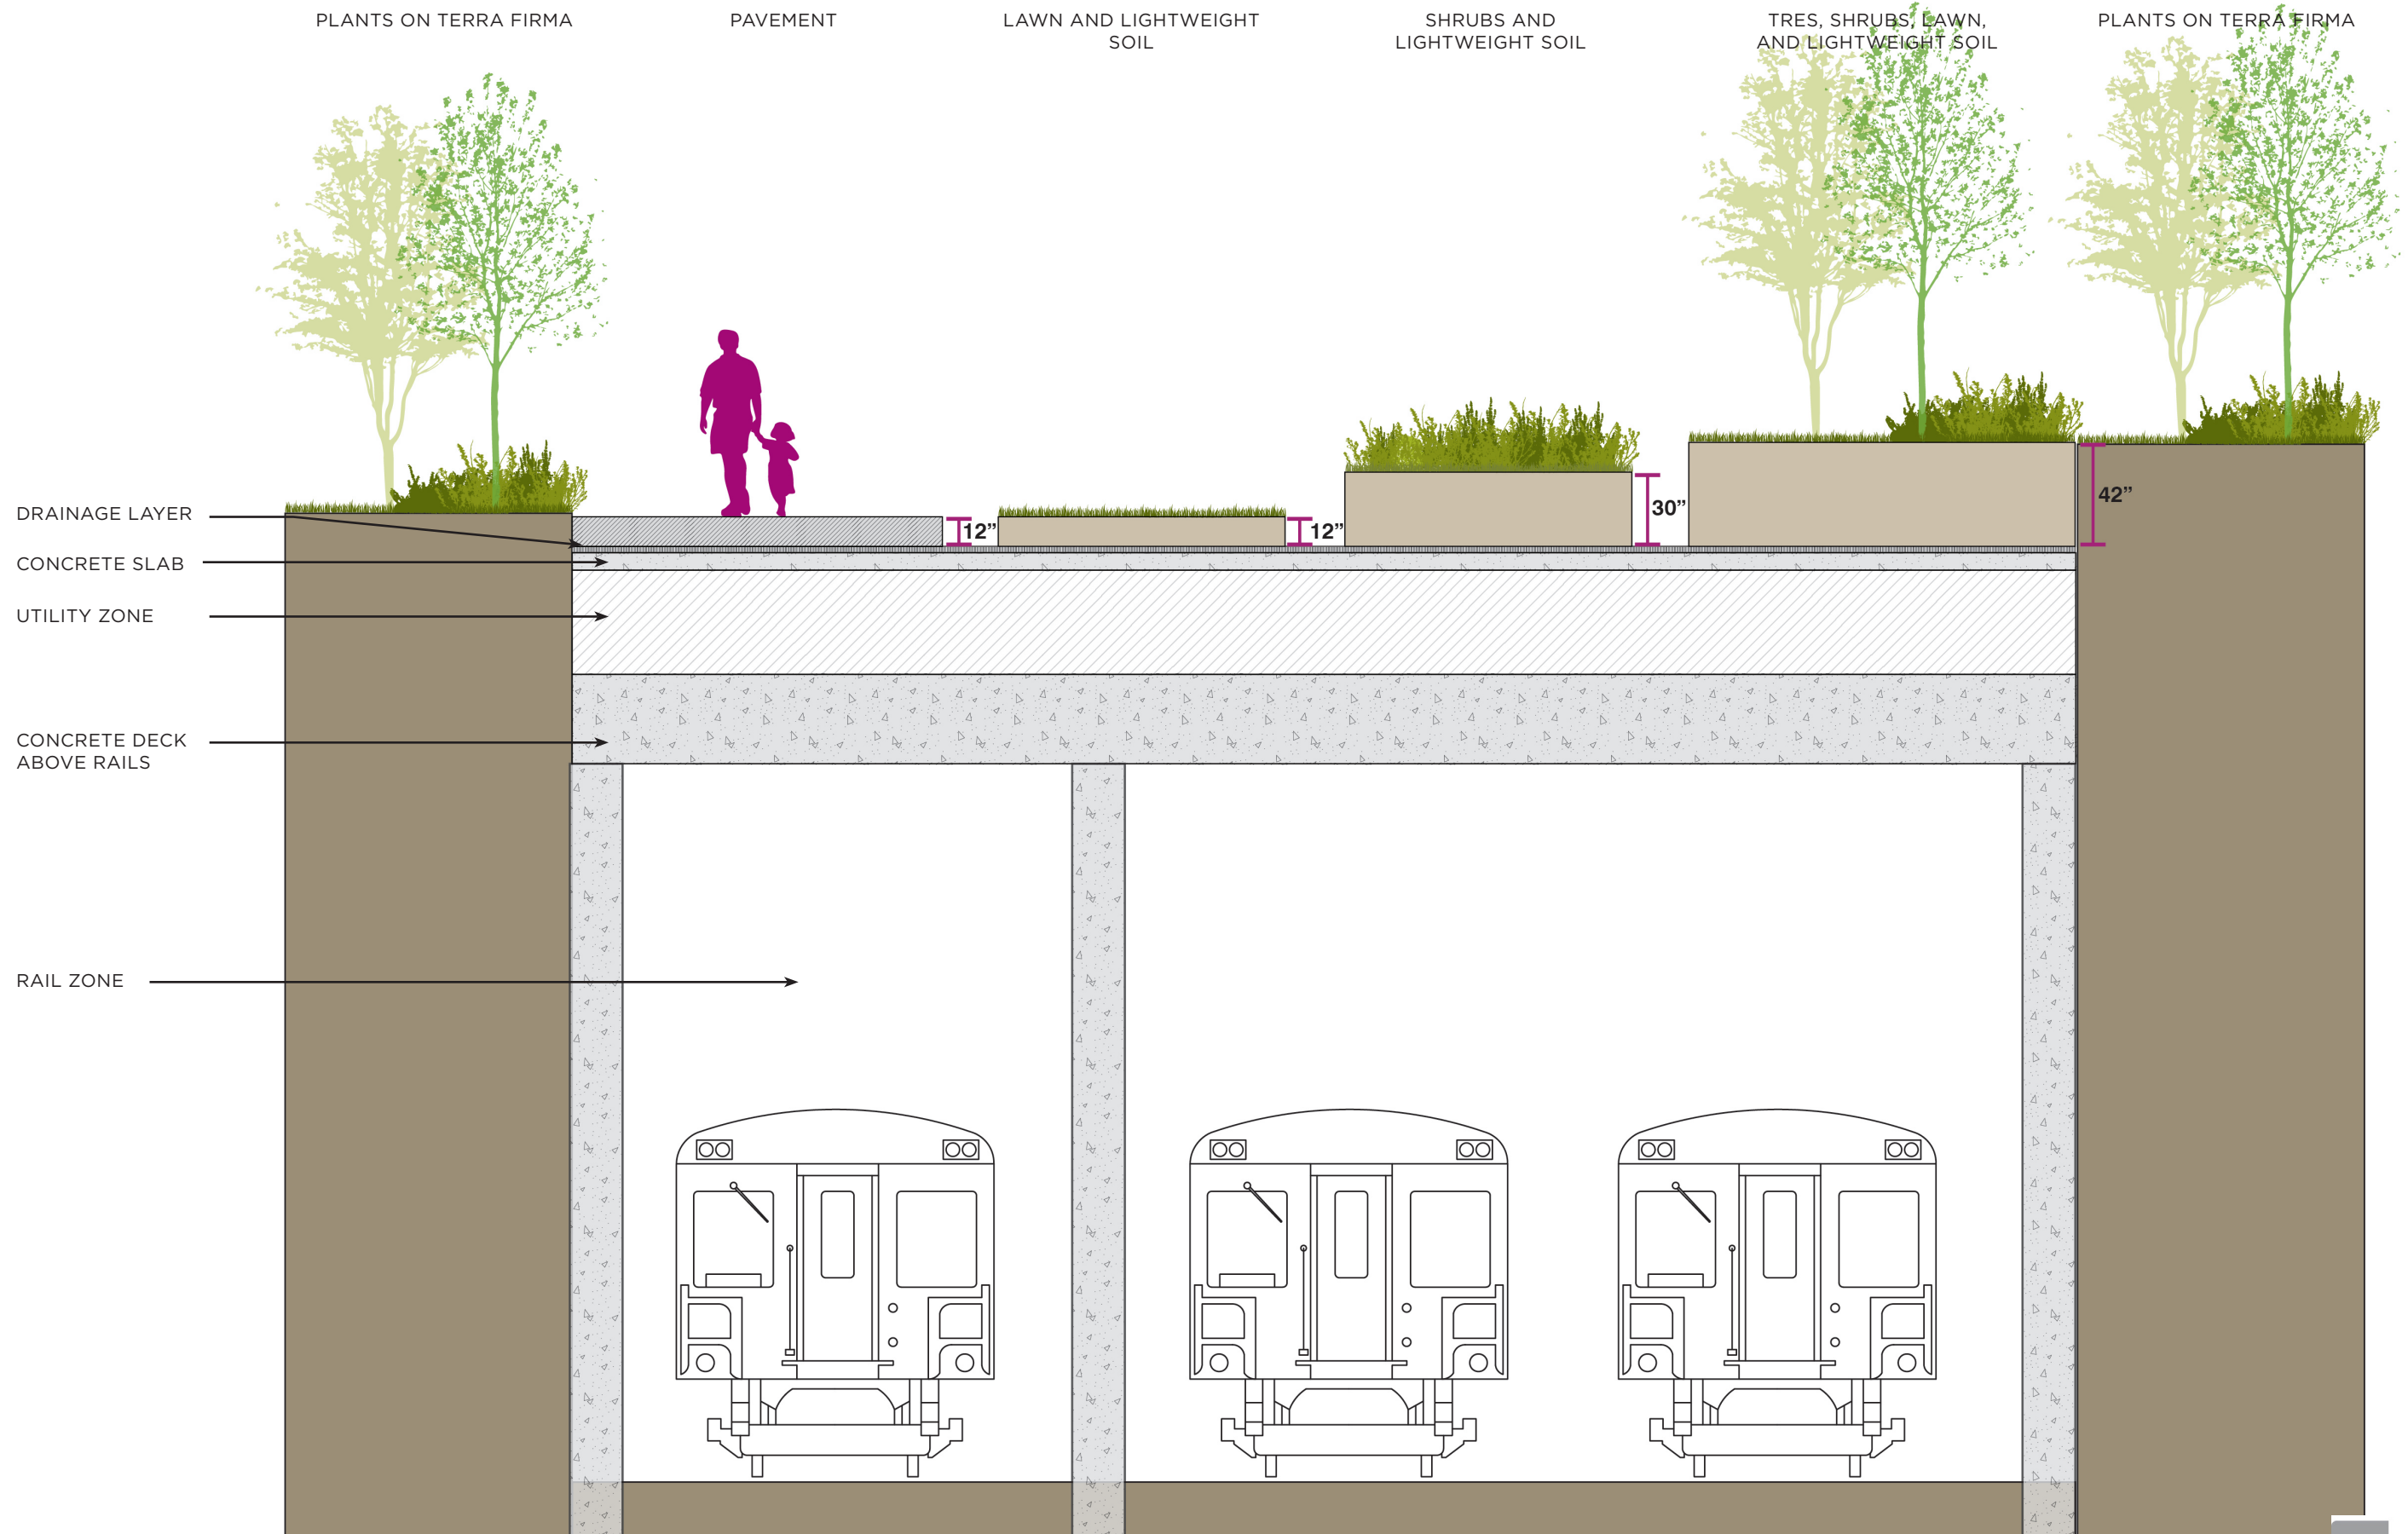 PLANTS ON TERRA FIRMA
PAVEMENT
LAWN AND LIGHTWEIGHT
SOIL
SHRUBS AND
LIGHTWEIGHT SOIL
TRES, SHRUBS, LAWN,
AND LIGHTWEIGHT SOIL
PLANTS ON TERRA FIRMA
DRAINAGE LAYER
CONCRETE SLAB
UTILITY ZONE
CONCRETE DECK
ABOVE RAILS
RAIL ZONE
12”
12”
30”
42”